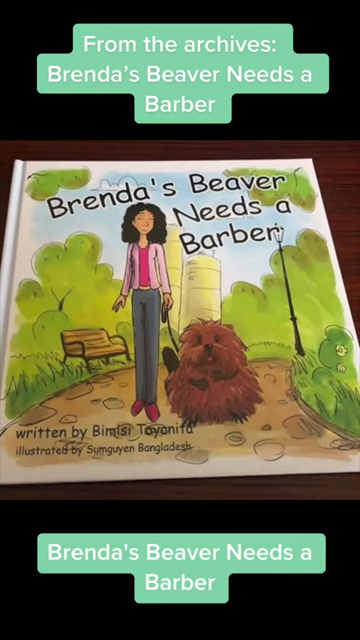 From the archives:
Brenda's Beaver Needs a
Barber
Brenda's Beaver
Needs a
Barber
written by Bimisi Tayanita
illustrated by Sumguyen Bangladesh
Brenda's Beaver Needs a
Barber